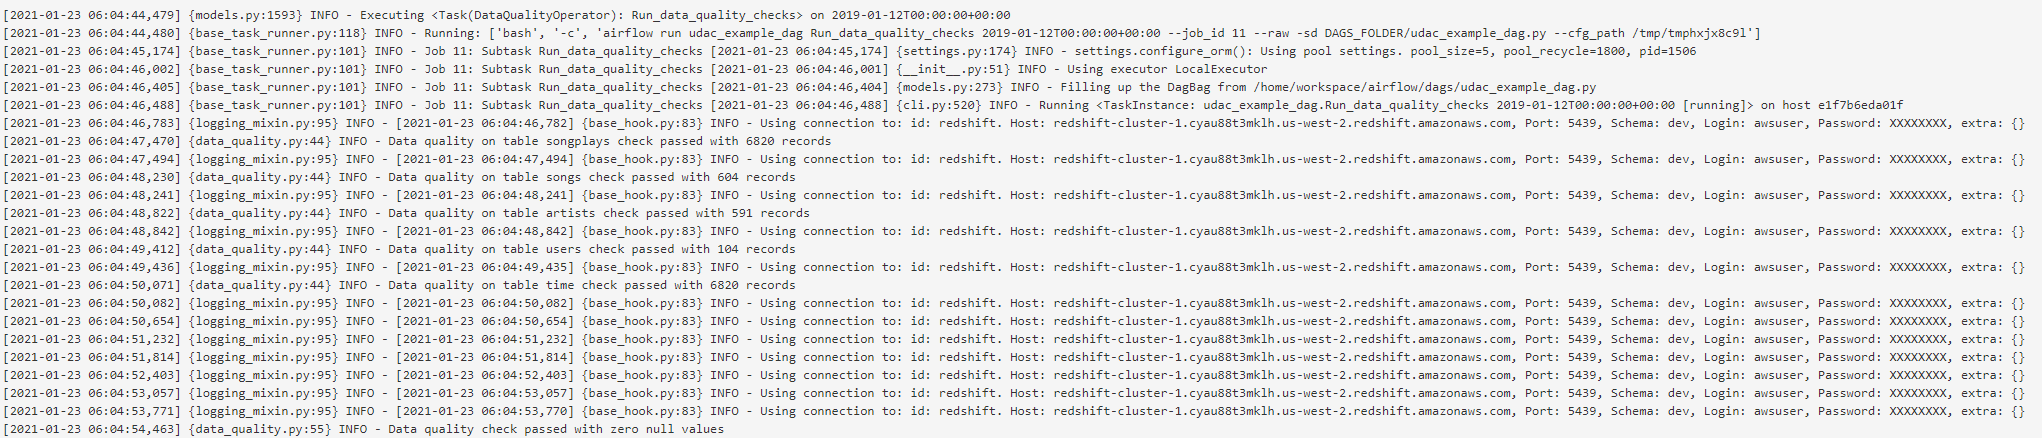 [2021-01-23 06:04:44,479] {models.py:1593} INFO - Executing <Task(DataQualityOperator): Run_data_quality_checks> on 2019-01-12T00:00:00+00:00
[2021-01-23 06:04:44,480] {base_task_runner.py:118} INFO - Running: ['bash', '-c', 'airflow run udac_example_dag Run_data_quality_checks 2019-01-12T00:00:00+00:00 --job_id 11 --raw -sd DAGS_FOLDER/udac_example_dag.py --cfg_path /tmp/tmphxjx8c9l']
[2021-01-23 06:04:45,174] {base_task_runner.py:101} INFO - Job 11: Subtask Run_data_quality_checks [2021-01-23 06:04:45,174] {settings.py:174} INFO - settings.configure_orm(): Using pool settings. pool_size=5, pool_recycle=1800, pid=1506
[2021-01-23 06:04:46,002] {base_task_runner.py:101} INFO - Job 11: Subtask Run_data_quality_checks [2021-01-23 06:04:46,001] {__init__.py:51} INFO - Using executor LocalExecutor
[2021-01-23 06:04:46,405] {base_task_runner.py:101} INFO - Job 11: Subtask Run_data_quality_checks [2021-01-23 06:04:46,404] {models.py:273} INFO - Filling up the DagBag from /home/workspace/airflow/dags/udac_example_dag.py
[2021-01-23 06:04:46,488] {base_task_runner.py:101} INFO - Job 11: Subtask Run_data_quality_checks [2021-01-23 06:04:46,488] {cli.py:520} INFO - Running <TaskInstance: udac_example_dag.Run_data_quality_checks 2019-01-12T00:00:00+00:00 [running]> on host e1f7b6eda01f
[2021-01-23 06:04:46,783] {logging_mixin.py:95} INFO - [2021-01-23 06:04:46,782] {base_hook.py:83} INFO - Using connection to: id: redshift. Host: redshift-cluster-1.cyau88t3mklh.us-west-2.redshift.amazonaws.com, Port: 5439, Schema: dev, Login: awsuser, Password: XXXXXXXX, extra: {}
[2021-01-23 06:04:47,470] {data_quality.py:44} INFO - Data quality on table songplays check passed with 6820 records
[2021-01-23 06:04:47,494] {logging_mixin.py:95} INFO - [2021-01-23 06:04:47,494] {base_hook.py:83} INFO - Using connection to: id: redshift. Host: redshift-cluster-1.cyau88t3mklh.us-west-2.redshift.amazonaws.com, Port: 5439, Schema: dev, Login: awsuser, Password: XXXXXXXX, extra: {}
[2021-01-23 06:04:48,230] {data_quality.py:44} INFO - Data quality on table songs check passed with 604 records
[2021-01-23 06:04:48,241] {logging_mixin.py:95} INFO - [2021-01-23 06:04:48,241] {base_hook.py:83} INFO - Using connection to: id: redshift. Host: redshift-cluster-1.cyau88t3mklh.us-west-2.redshift.amazonaws.com, Port: 5439, Schema: dev, Login: awsuser, Password: XXXXXXXX, extra: {}
[2021-01-23 06:04:48,822] {data_quality.py:44} INFO - Data quality on table artists check passed with 591 records
[2021-01-23 06:04:48,842] {logging_mixin.py:95} INFO - [2021-01-23 06:04:48,842] {base_hook.py:83} INFO - Using connection to: id: redshift. Host: redshift-cluster-1.cyau88t3mklh.us-west-2.redshift.amazonaws.com, Port: 5439, Schema: dev, Login: awsuser, Password: XXXXXXXX, extra: {}
[2021-01-23 06:04:49,412] {data_quality.py:44} INFO - Data quality on table users check passed with 104 records
[2021-01-23 06:04:49,436] {logging_mixin.py:95} INFO - [2021-01-23 06:04:49,435] {base_hook.py:83} INFO - Using connection to: id: redshift. Host: redshift-cluster-1.cyau88t3mklh.us-west-2.redshift.amazonaws.com, Port: 5439, Schema: dev, Login: awsuser, Password: XXXXXXXX, extra: {}
[2021-01-23 06:04:50,071] {data_quality.py:44} INFO - Data quality on table time check passed with 6820 records
[2021-01-23 06:04:50,082] {logging_mixin.py:95} INFO - [2021-01-23 06:04:50,082] {base_hook.py:83} INFO - Using connection to: id: redshift. Host: redshift-cluster-1.cyau88t3mklh.us-west-2.redshift.amazonaws.com, Port: 5439, Schema: dev, Login: awsuser, Password: XXXXXXXX, extra: {}
[2021-01-23 06:04:50,654] {logging_mixin.py:95} INFO - [2021-01-23 06:04:50,654] {base_hook.py:83} INFO - Using connection to: id: redshift. Host: redshift-cluster-1.cyau88t3mklh.us-west-2.redshift.amazonaws.com, Port: 5439, Schema: dev, Login: awsuser, Password: XXXXXXXX, extra: {}
[2021-01-23 06:04:51,232] {logging_mixin.py:95} INFO - [2021-01-23 06:04:51,232] {base_hook.py:83} INFO - Using connection to: id: redshift. Host: redshift-cluster-1.cyau88t3mklh.us-west-2.redshift.amazonaws.com, Port: 5439, Schema: dev, Login: awsuser, Password: XXXXXXXX, extra: {}
[2021-01-23 06:04:51,814] {logging_mixin.py:95} INFO - [2021-01-23 06:04:51,814] {base_hook.py:83} INFO - Using connection to: id: redshift. Host: redshift-cluster-1.cyau88t3mklh.us-west-2.redshift.amazonaws.com, Port: 5439, Schema: dev, Login: awsuser, Password: XXXXXXXX, extra: {}
[2021-01-23 06:04:52,403] {logging_mixin.py:95} INFO - [2021-01-23 06:04:52,403] {base_hook.py:83} INFO - Using connection to: id: redshift. Host: redshift-cluster-1.cyau88t3mklh.us-west-2.redshift.amazonaws.com, Port: 5439, Schema: dev, Login: awsuser, Password: XXXXXXXX, extra: {}
[2021-01-23 06:04:53,057] {logging_mixin.py:95} INFO - [2021-01-23 06:04:53,057] {base_hook.py:83} INFO - Using connection to: id: redshift. Host: redshift-cluster-1.cyau88t3mklh.us-west-2.redshift.amazonaws.com, Port: 5439, Schema: dev, Login: awsuser, Password: XXXXXXXX, extra: {}
[2021-01-23 06:04:53,771] {logging_mixin.py:95} INFO - [2021-01-23 06:04:53,770] {base_hook.py:83} INFO - Using connection to: id: redshift. Host: redshift-cluster-1.cyau88t3mklh.us-west-2.redshift.amazonaws.com, Port: 5439, Schema: dev, Login: awsuser, Password: XXXXXXXX, extra: {}
[2021-01-23 06:04:54,463] {data_quality.py:55} INFO - Data quality check passed with zero null values